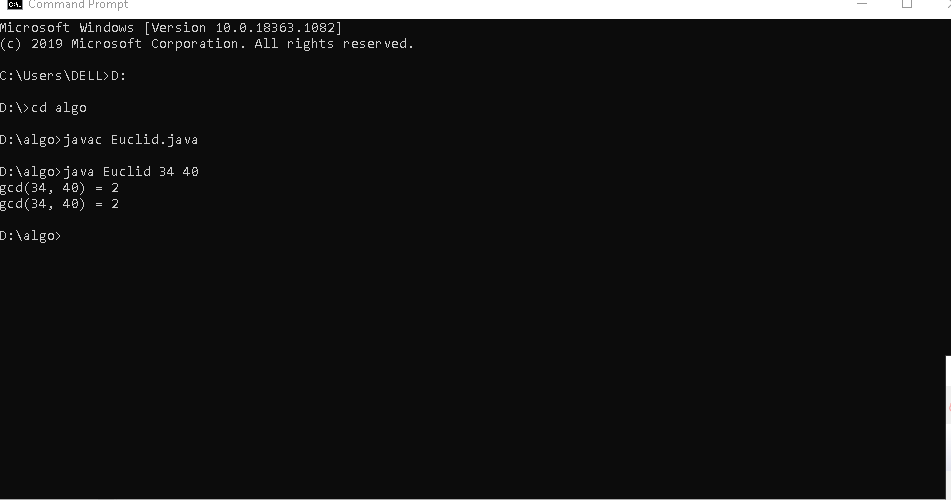 Command Prompt
Microsoft Windows [Version 10.0.18363.1082]
(c) 2019 Microsoft Corporation. All rights reserved.
C:\Users\DELL>D:
D:\>cd algo
D:\algo>javac Euclid.java
D:\algo>java Euclid 34 40
gcd(34, 40) = 2
gcd(34, 40) = 2
D:\algo>